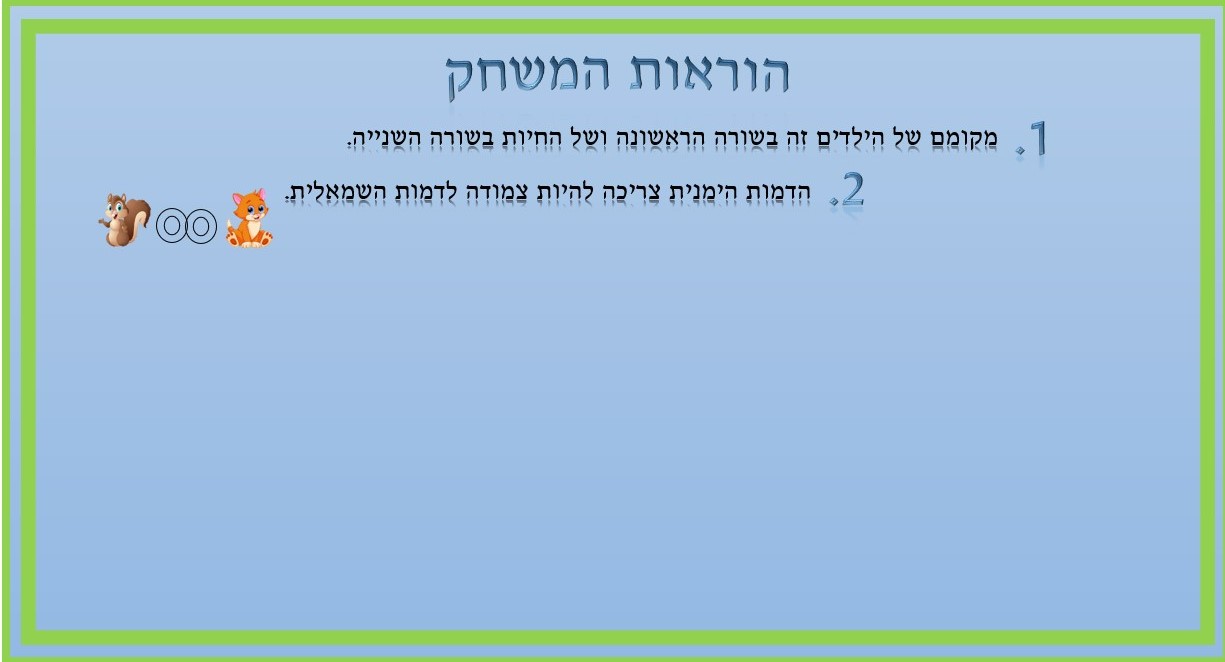 הוראות המשחק
1. מקומם של הילדים זה בשורה הראשונה ושל החיות בשורה השנייה.
2. הדמות הימנית צריכה להיות צמודה לדמות השמאלית.